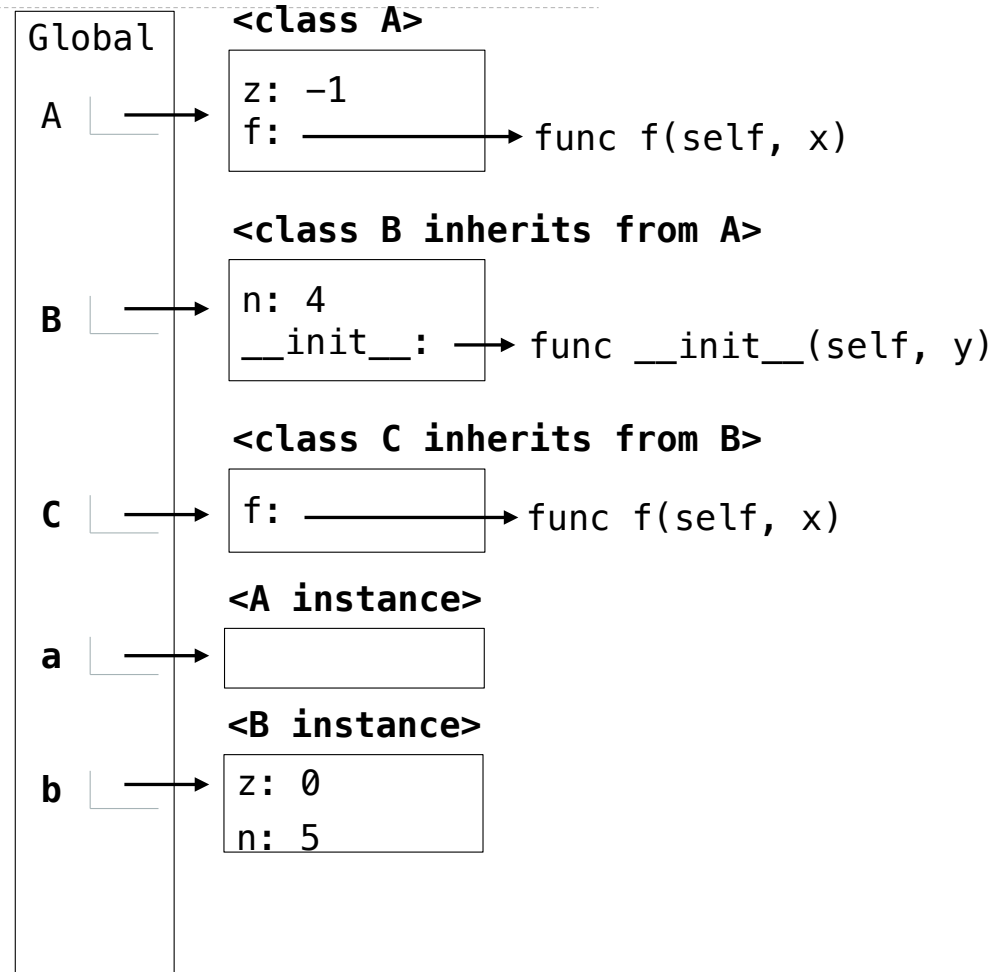 <class A>
Global
z: −1
A
f:
func f(self, x)
<class B inherits from A>
n: 4
B
__init__:
func __init__(self, y)
<class C inherits from B>
C
f:
func f(self, x)
<A instance>
a
<B instance>
b
z: 0
n: 5